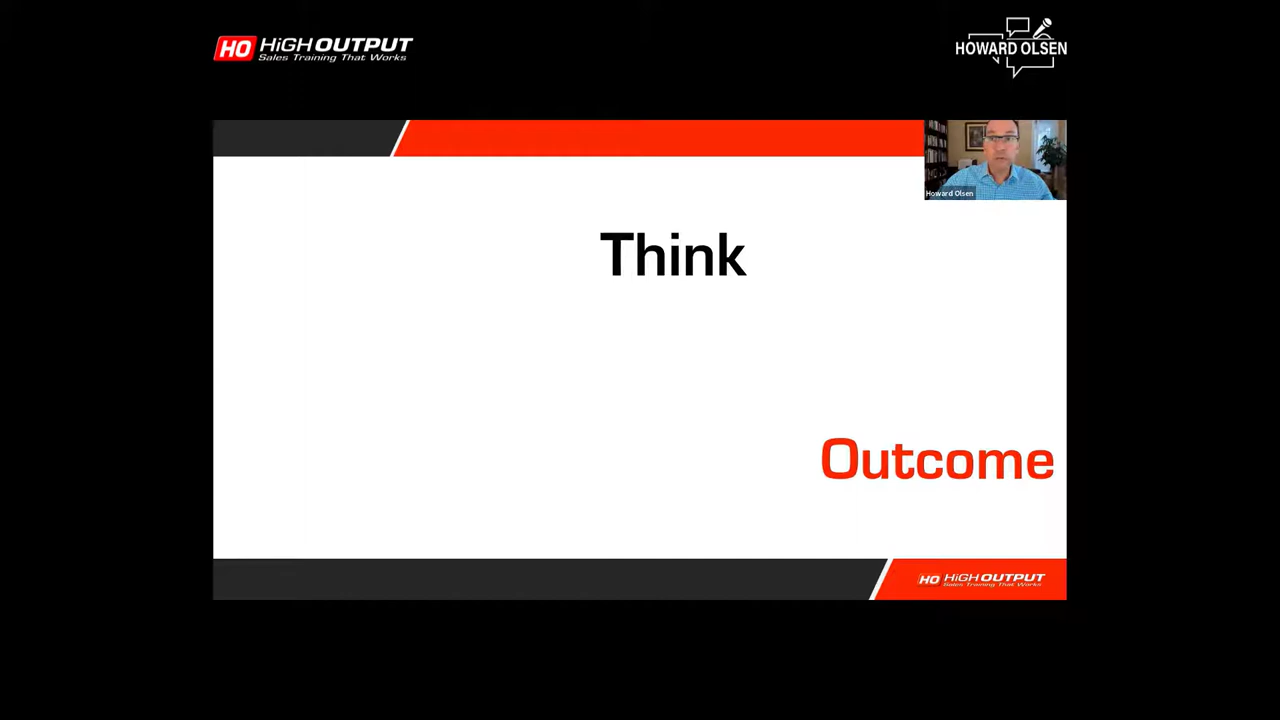 HO HiGH OUTPUT
Sales Training That Works
HOWARD OLSEN
Howard Olsen
Think
Outcome
HO HiGH OUTPUT
Sales Training That Works